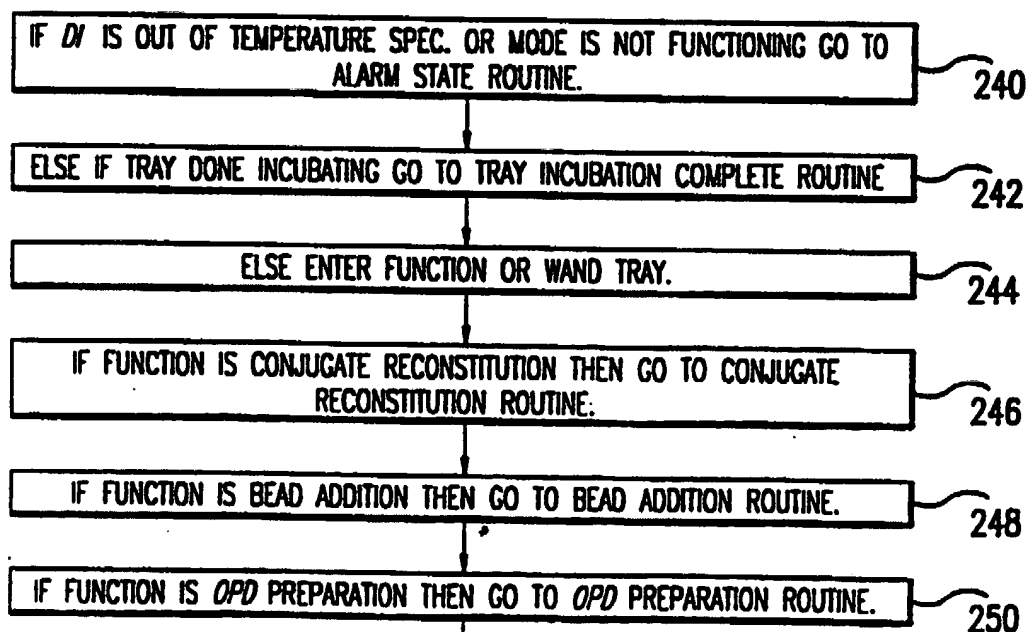 IF DI IS OUT OF TEMPERATURE SPEC. OR MODE IS NOT FUNCTIONING GO TO
ALARM STATE ROUTINE.
240
ELSE IF TRAY DONE INCUBATING GO TO TRAY INCUBATION COMPLETE ROUTINE
242
ELSE ENTER FUNCTION OR WAND TRAY.
244
IF FUNCTION IS CONJUGATE RECONSTITUTION THEN GO TO CONJUGATE
RECONSTITUTION ROUTINE.
246
IF FUNCTION IS BEAD ADDITION THEN GO TO BEAD ADDITION ROUTINE.
248
IF FUNCTION IS OPD PREPARATION THEN GO TO OPD PREPARATION ROUTINE.
250